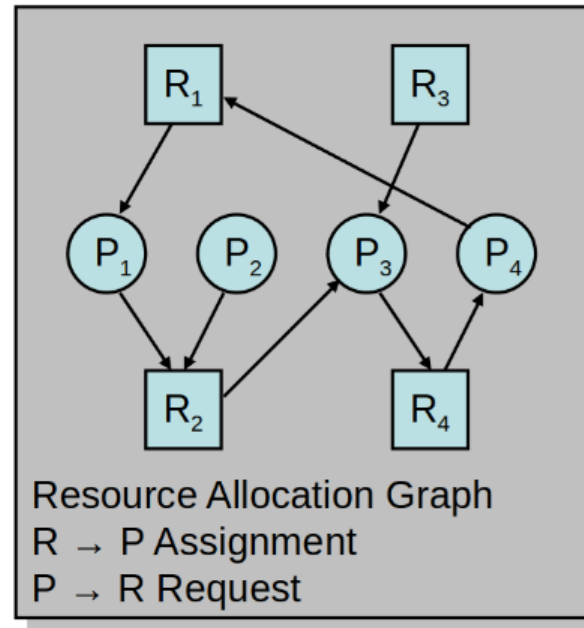 R₁ R₃
P₁ P₂ P₃ P₄
R₂ R₄
Resource Allocation Graph
R → P Assignment
P → R Request